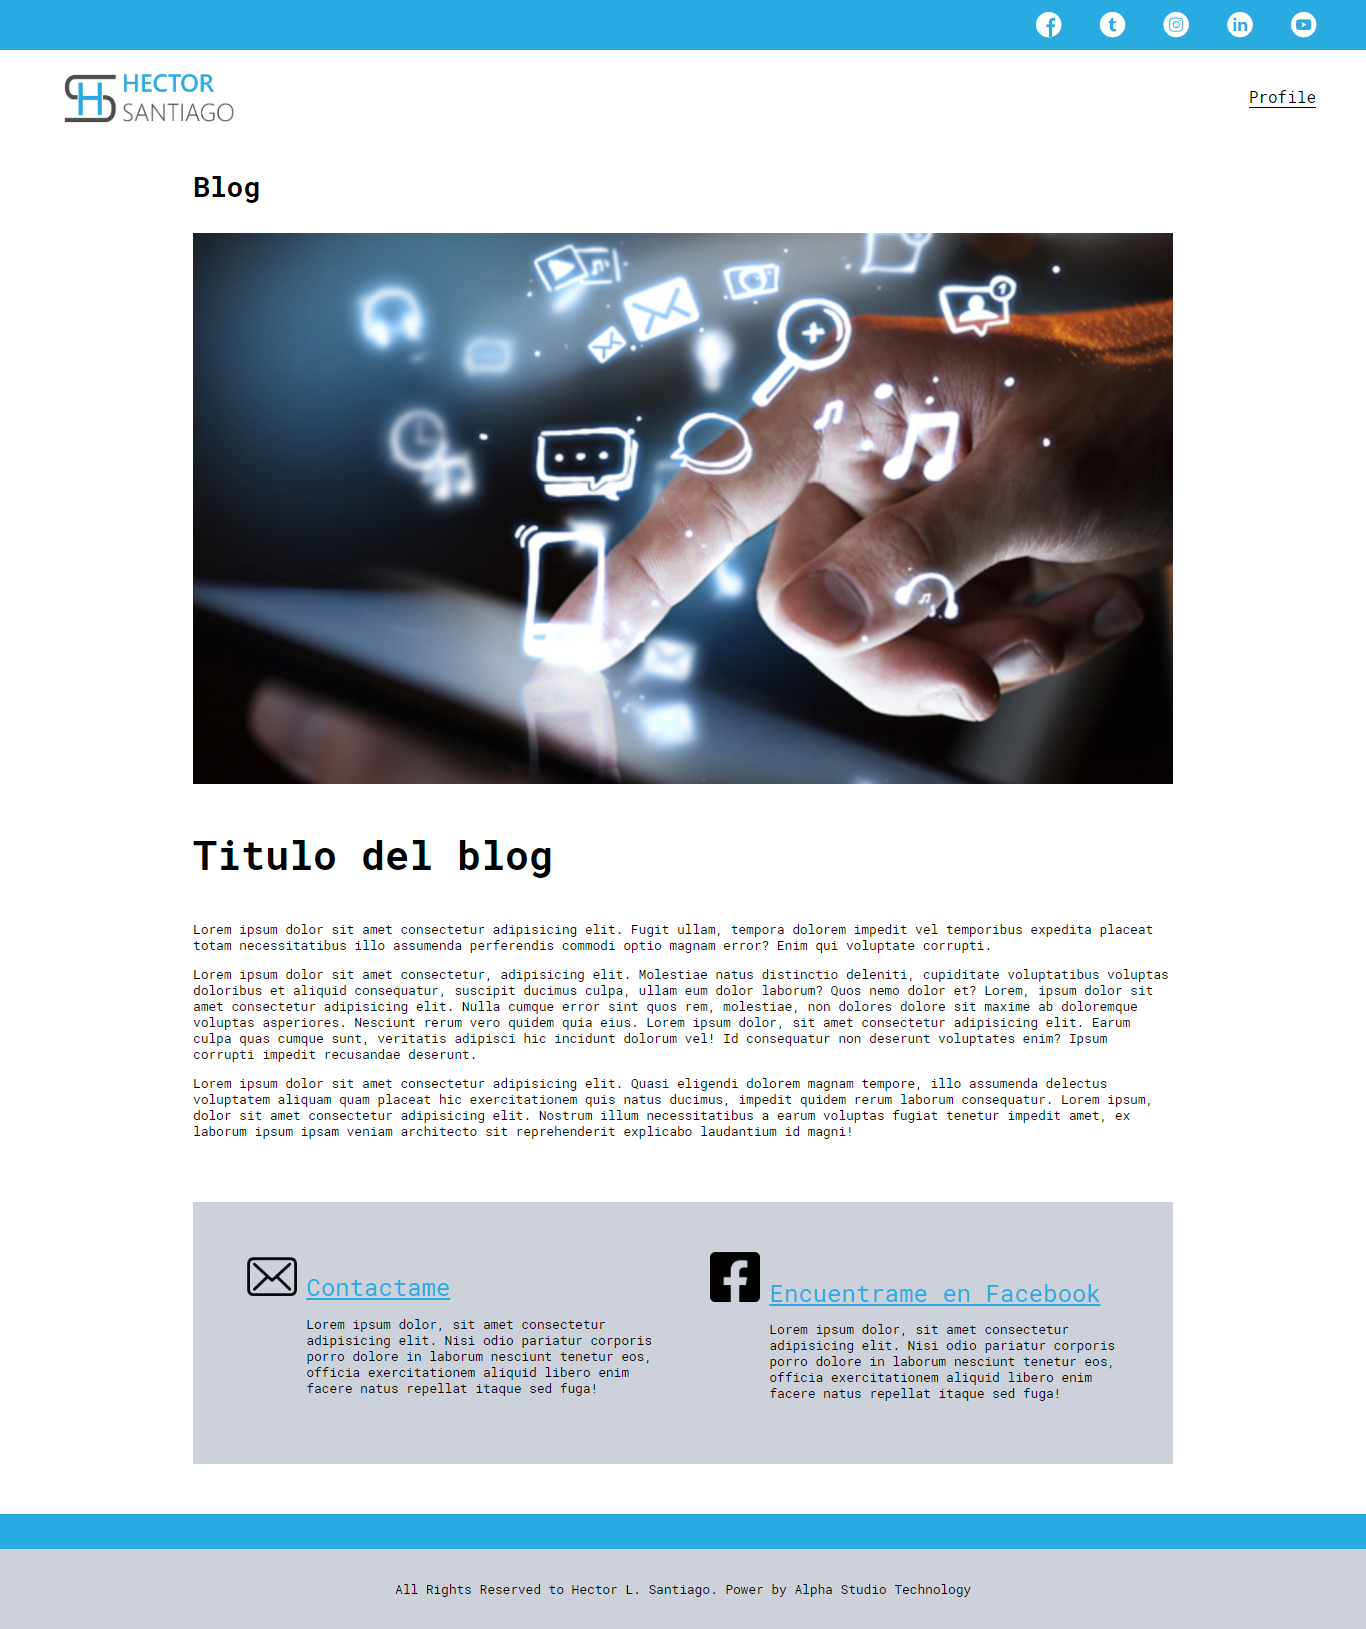 HECTOR
SANTIAGO
Profile
Blog
Titulo del blog
Lorem ipsum dolor sit amet consectetur adipisicing elit. Fugit ullam, tempora dolorem impedit vel temporibus expedita placeat
totam necessitatibus illo assumenda perferendis commodi optio magnam error? Enim qui voluptate corrupti.
Lorem ipsum dolor sit amet consectetur, adipisicing elit. Molestiae natus distinctio deleniti, cupiditate voluptatibus voluptas
doloribus et aliquid consequatur, suscipit ducimus culpa, ullam eum dolor laborum? Quos nemo dolor et? Lorem, ipsum dolor sit
amet consectetur adipisicing elit. Nulla cumque error sint quos rem, molestiae, non dolores dolore sit maxime ab doloremque
voluptas asperiores. Nesciunt rerum vero quidem quia eius. Lorem ipsum dolor, sit amet consectetur adipisicing elit. Earum
culpa quas cumque sunt, veritatis adipisci hic incidunt dolorum vel! Id consequatur non deserunt voluptates enim? Ipsum
corrupti impedit recusandae deserunt.
Lorem ipsum dolor sit amet consectetur adipisicing elit. Quasi eligendi dolorem magnam tempore, illo assumenda delectus
voluptatem aliquam quam placeat hic exercitationem quis natus ducimus, impedit quidem rerum laborum consequatur. Lorem ipsum,
dolor sit amet consectetur adipisicing elit. Nostrum illum necessitatibus a earum voluptas fugiat tenetur impedit amet, ex
laborum ipsum ipsam veniam architecto sit reprehenderit explicabo laudantium id magni!
Contactame
Lorem ipsum dolor, sit amet consectetur
adipisicing elit. Nisi odio pariatur corporis
porro dolore in laborum nesciunt tenetur eos,
officia exercitationem aliquid libero enim
facere natus repellat itaque sed fuga!
Encuentrame en Facebook
Lorem ipsum dolor, sit amet consectetur
adipisicing elit. Nisi odio pariatur corporis
porro dolore in laborum nesciunt tenetur eos,
officia exercitationem aliquid libero enim
facere natus repellat itaque sed fuga!
All Rights Reserved to Hector L. Santiago. Power by Alpha Studio Technology